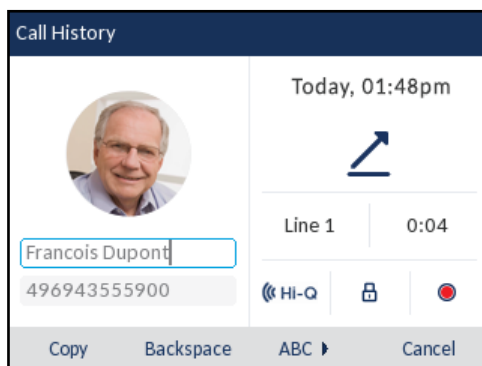 Call History
Francois Dupont
496943555900
Today, 01:48pm
Line 1 0:04
Hi-Q
Copy Backspace ABC Cancel